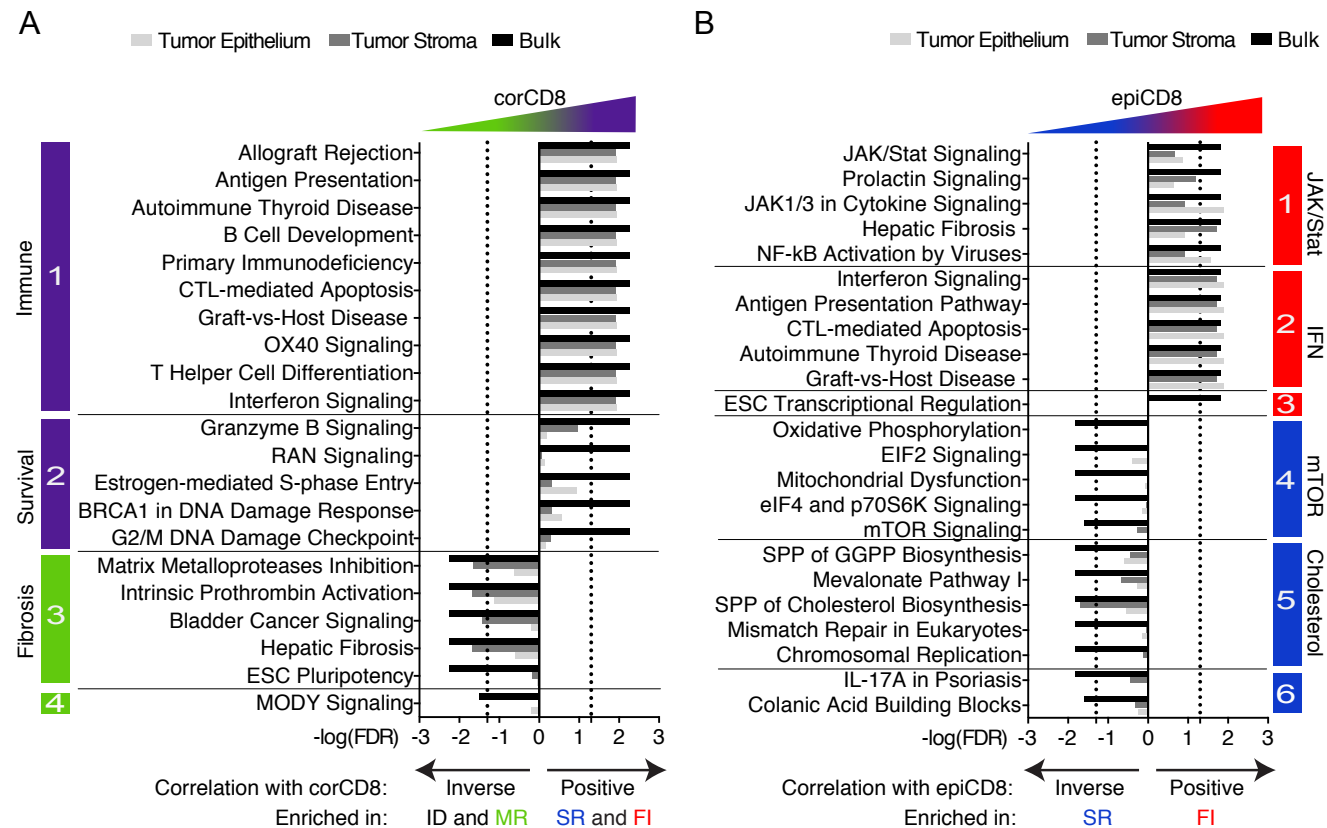 A
Tumor Epithelium Tumor Stroma Bulk
corCD8
Immune
1
Allograft Rejection
Antigen Presentation
Autoimmune Thyroid Disease
B Cell Development
Primary Immunodeficiency
CTL-mediated Apoptosis
Graft-vs-Host Disease
OX40 Signaling
T Helper Cell Differentiation
Interferon Signaling
Survival
2
Granzyme B Signaling
RAN Signaling
Estrogen-mediated S-phase Entry
BRCA1 in DNA Damage Response
G2/M DNA Damage Checkpoint
Fibrosis
3
Matrix Metalloproteases Inhibition
Intrinsic Prothrombin Activation
Bladder Cancer Signaling
Hepatic Fibrosis
ESC Pluripotency
4
MODY Signaling
-log(FDR) -3 -2 -1 0 1 2 3
Correlation with corCD8: Inverse Positive
Enriched in: ID and MR SR and FI
B
Tumor Epithelium Tumor Stroma Bulk
epiCD8
JAK/Stat Signaling
Prolactin Signaling
JAK1/3 in Cytokine Signaling
Hepatic Fibrosis
NF-kB Activation by Viruses
1
JAK/Stat
Interferon Signaling
Antigen Presentation Pathway
CTL-mediated Apoptosis
Autoimmune Thyroid Disease
Graft-vs-Host Disease
2
IFN
ESC Transcriptional Regulation
3
Oxidative Phosphorylation
EIF2 Signaling
Mitochondrial Dysfunction
eIF4 and p70S6K Signaling
mTOR Signaling
4
mTOR
SPP of GGPP Biosynthesis
Mevalonate Pathway I
SPP of Cholesterol Biosynthesis
Mismatch Repair in Eukaryotes
Chromosomal Replication
5
Cholesterol
IL-17A in Psoriasis
Colanic Acid Building Blocks
6
-log(FDR) -3 -2 -1 0 1 2 3
Correlation with epiCD8: Inverse Positive
Enriched in: SR FI